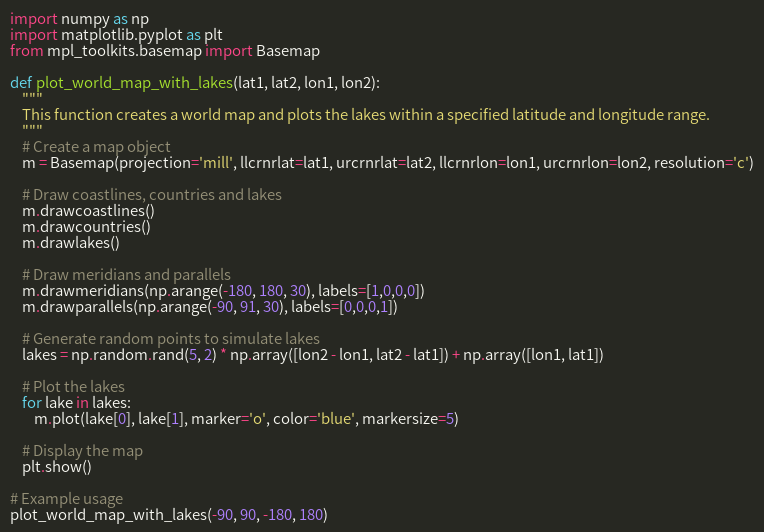 import numpy as np
import matplotlib.pyplot as plt
from mpl_toolkits.basemap import Basemap

def plot_world_map_with_lakes(lat1, lat2, lon1, lon2):
    """
    This function creates a world map and plots the lakes within a specified latitude and longitude range.
    """
    # Create a map object
    m = Basemap(projection='mill', llcrnrlat=lat1, urcrnrlat=lat2, llcrnrlon=lon1, urcrnrlon=lon2, resolution='c')

    # Draw coastlines, countries and lakes
    m.drawcoastlines()
    m.drawcountries()
    m.drawlakes()

    # Draw meridians and parallels
    m.drawmeridians(np.arange(-180, 180, 30), labels=[1,0,0,0])
    m.drawparallels(np.arange(-90, 91, 30), labels=[0,0,0,1])

    # Generate random points to simulate lakes
    lakes = np.random.rand(5, 2) * np.array([lon2 - lon1, lat2 - lat1]) + np.array([lon1, lat1])

    # Plot the lakes
    for lake in lakes:
        m.plot(lake[0], lake[1], marker='o', color='blue', markersize=5)

    # Display the map
    plt.show()

# Example usage
plot_world_map_with_lakes(-90, 90, -180, 180)